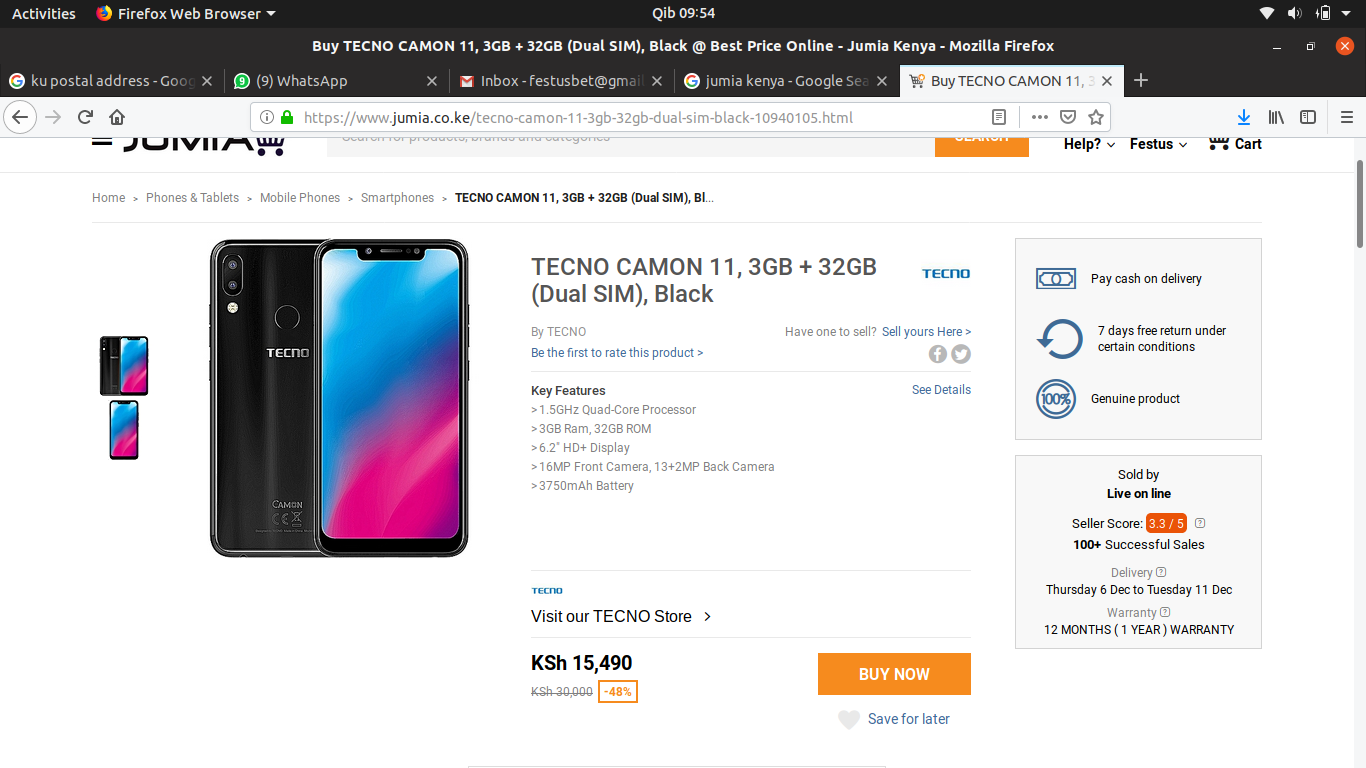 Activities
Firefox Web Browser
Qib 09:54
Buy TECNO CAMON 11, 3GB + 32GB (Dual SIM), Black @ Best Price Online - Jumia Kenya - Mozilla Firefox
ku postal address - Goog
(9) WhatsApp
Inbox - festusbet@gmail
jumia kenya - Google Sea
Buy TECNO CAMON 11, 3
https://www.jumia.co.ke/tecno-camon-11-3gb-32gb-dual-sim-black-10940105.html
JUMIA
Search for products, brands and categories
SEARCH
Help?
Festus
Cart
Home > Phones & Tablets > Mobile Phones > Smartphones > TECNO CAMON 11, 3GB + 32GB (Dual SIM), Bl...
TECNO
CAMON
TECNO CAMON 11, 3GB + 32GB
(Dual SIM), Black
TECNO
By TECNO
Have one to sell? Sell yours Here >
Be the first to rate this product >
Key Features
See Details
> 1.5GHz Quad-Core Processor
> 3GB Ram, 32GB ROM
> 6.2" HD+ Display
> 16MP Front Camera, 13+2MP Back Camera
> 3750mAh Battery
TECNO
Visit our TECNO Store >
KSh 15,490
KSh 30,000 -48%
BUY NOW
Save for later
Pay cash on delivery
7 days free return under
certain conditions
100%
Genuine product
Sold by
Live on line
Seller Score: 3.3 / 5 ?
100+ Successful Sales
Delivery ?
Thursday 6 Dec to Tuesday 11 Dec
Warranty ?
12 MONTHS ( 1 YEAR ) WARRANTY